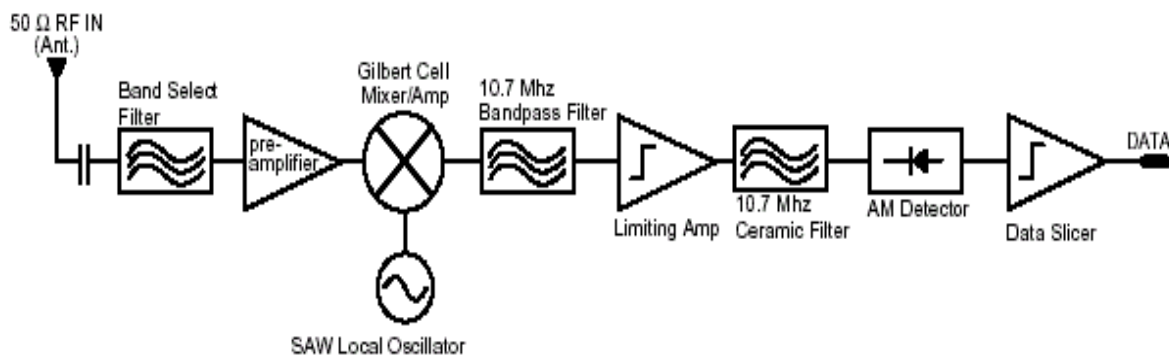 50 Ω RF IN
(Ant.)
Band Select
Filter
pre-
amplifier
Gilbert Cell
Mixer/Amp
SAW Local Oscillator
10.7 Mhz
Bandpass Filter
Limiting Amp
10.7 Mhz
Ceramic Filter
AM Detector
Data Slicer
DATA